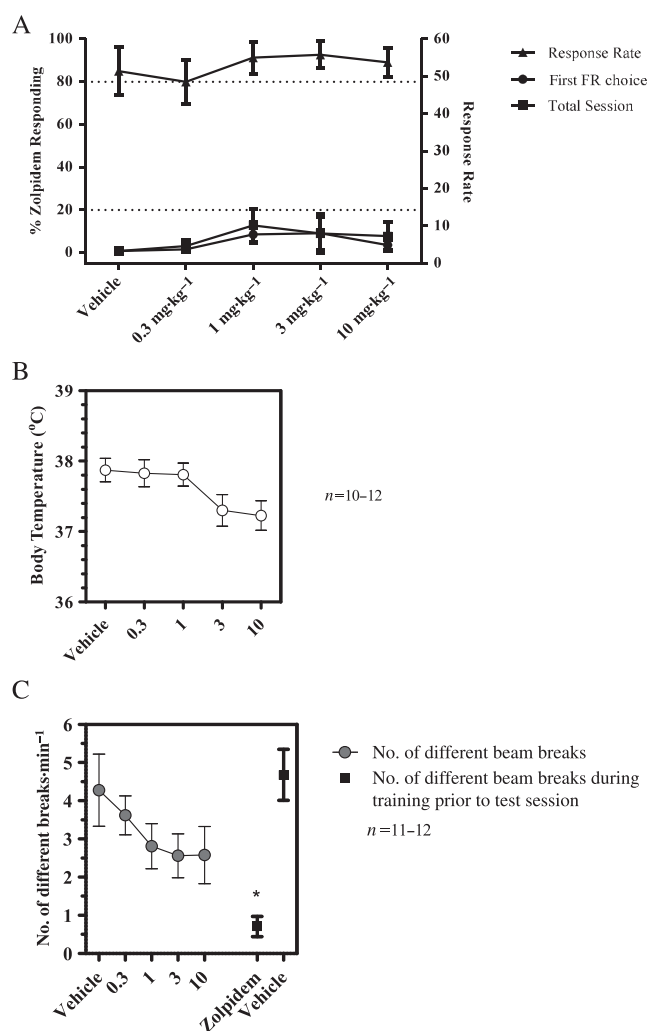 A
100
80
60
40
20
0
% Zolpidem Responding
60
50
40
30
20
10
0
Response Rate
Vehicle
0.3 mg·kg⁻¹
1 mg·kg⁻¹
3 mg·kg⁻¹
10 mg·kg⁻¹
Response Rate
First FR choice
Total Session
B
39
38
37
36
Body Temperature (°C)
Vehicle
0.3
1
3
10
n=10–12
C
6
5
4
3
2
1
0
No. of different breaks·min⁻¹
*
Vehicle
0.3
1
3
10
Zolpidem
Vehicle
No. of different beam breaks
No. of different beam breaks during
training prior to test session
n=11–12